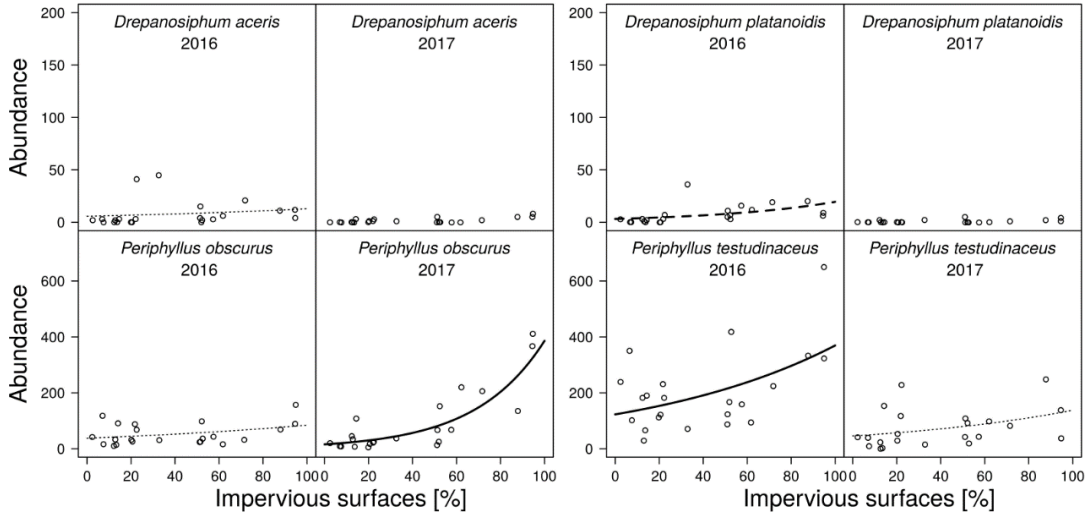 Drepanosiphum aceris
2016
Drepanosiphum aceris
2017
Drepanosiphum platanoidis
2016
Drepanosiphum platanoidis
2017
200
150
100
50
0
Abundance
200
150
100
50
0
Abundance
Periphyllus obscurus
2016
Periphyllus obscurus
2017
Periphyllus testudinaceus
2016
Periphyllus testudinaceus
2017
600
400
200
0
Abundance
600
400
200
0
Abundance
0 20 40 60 80 100 0 20 40 60 80 100
0 20 40 60 80 100 0 20 40 60 80 100
Impervious surfaces [%]
Impervious surfaces [%]